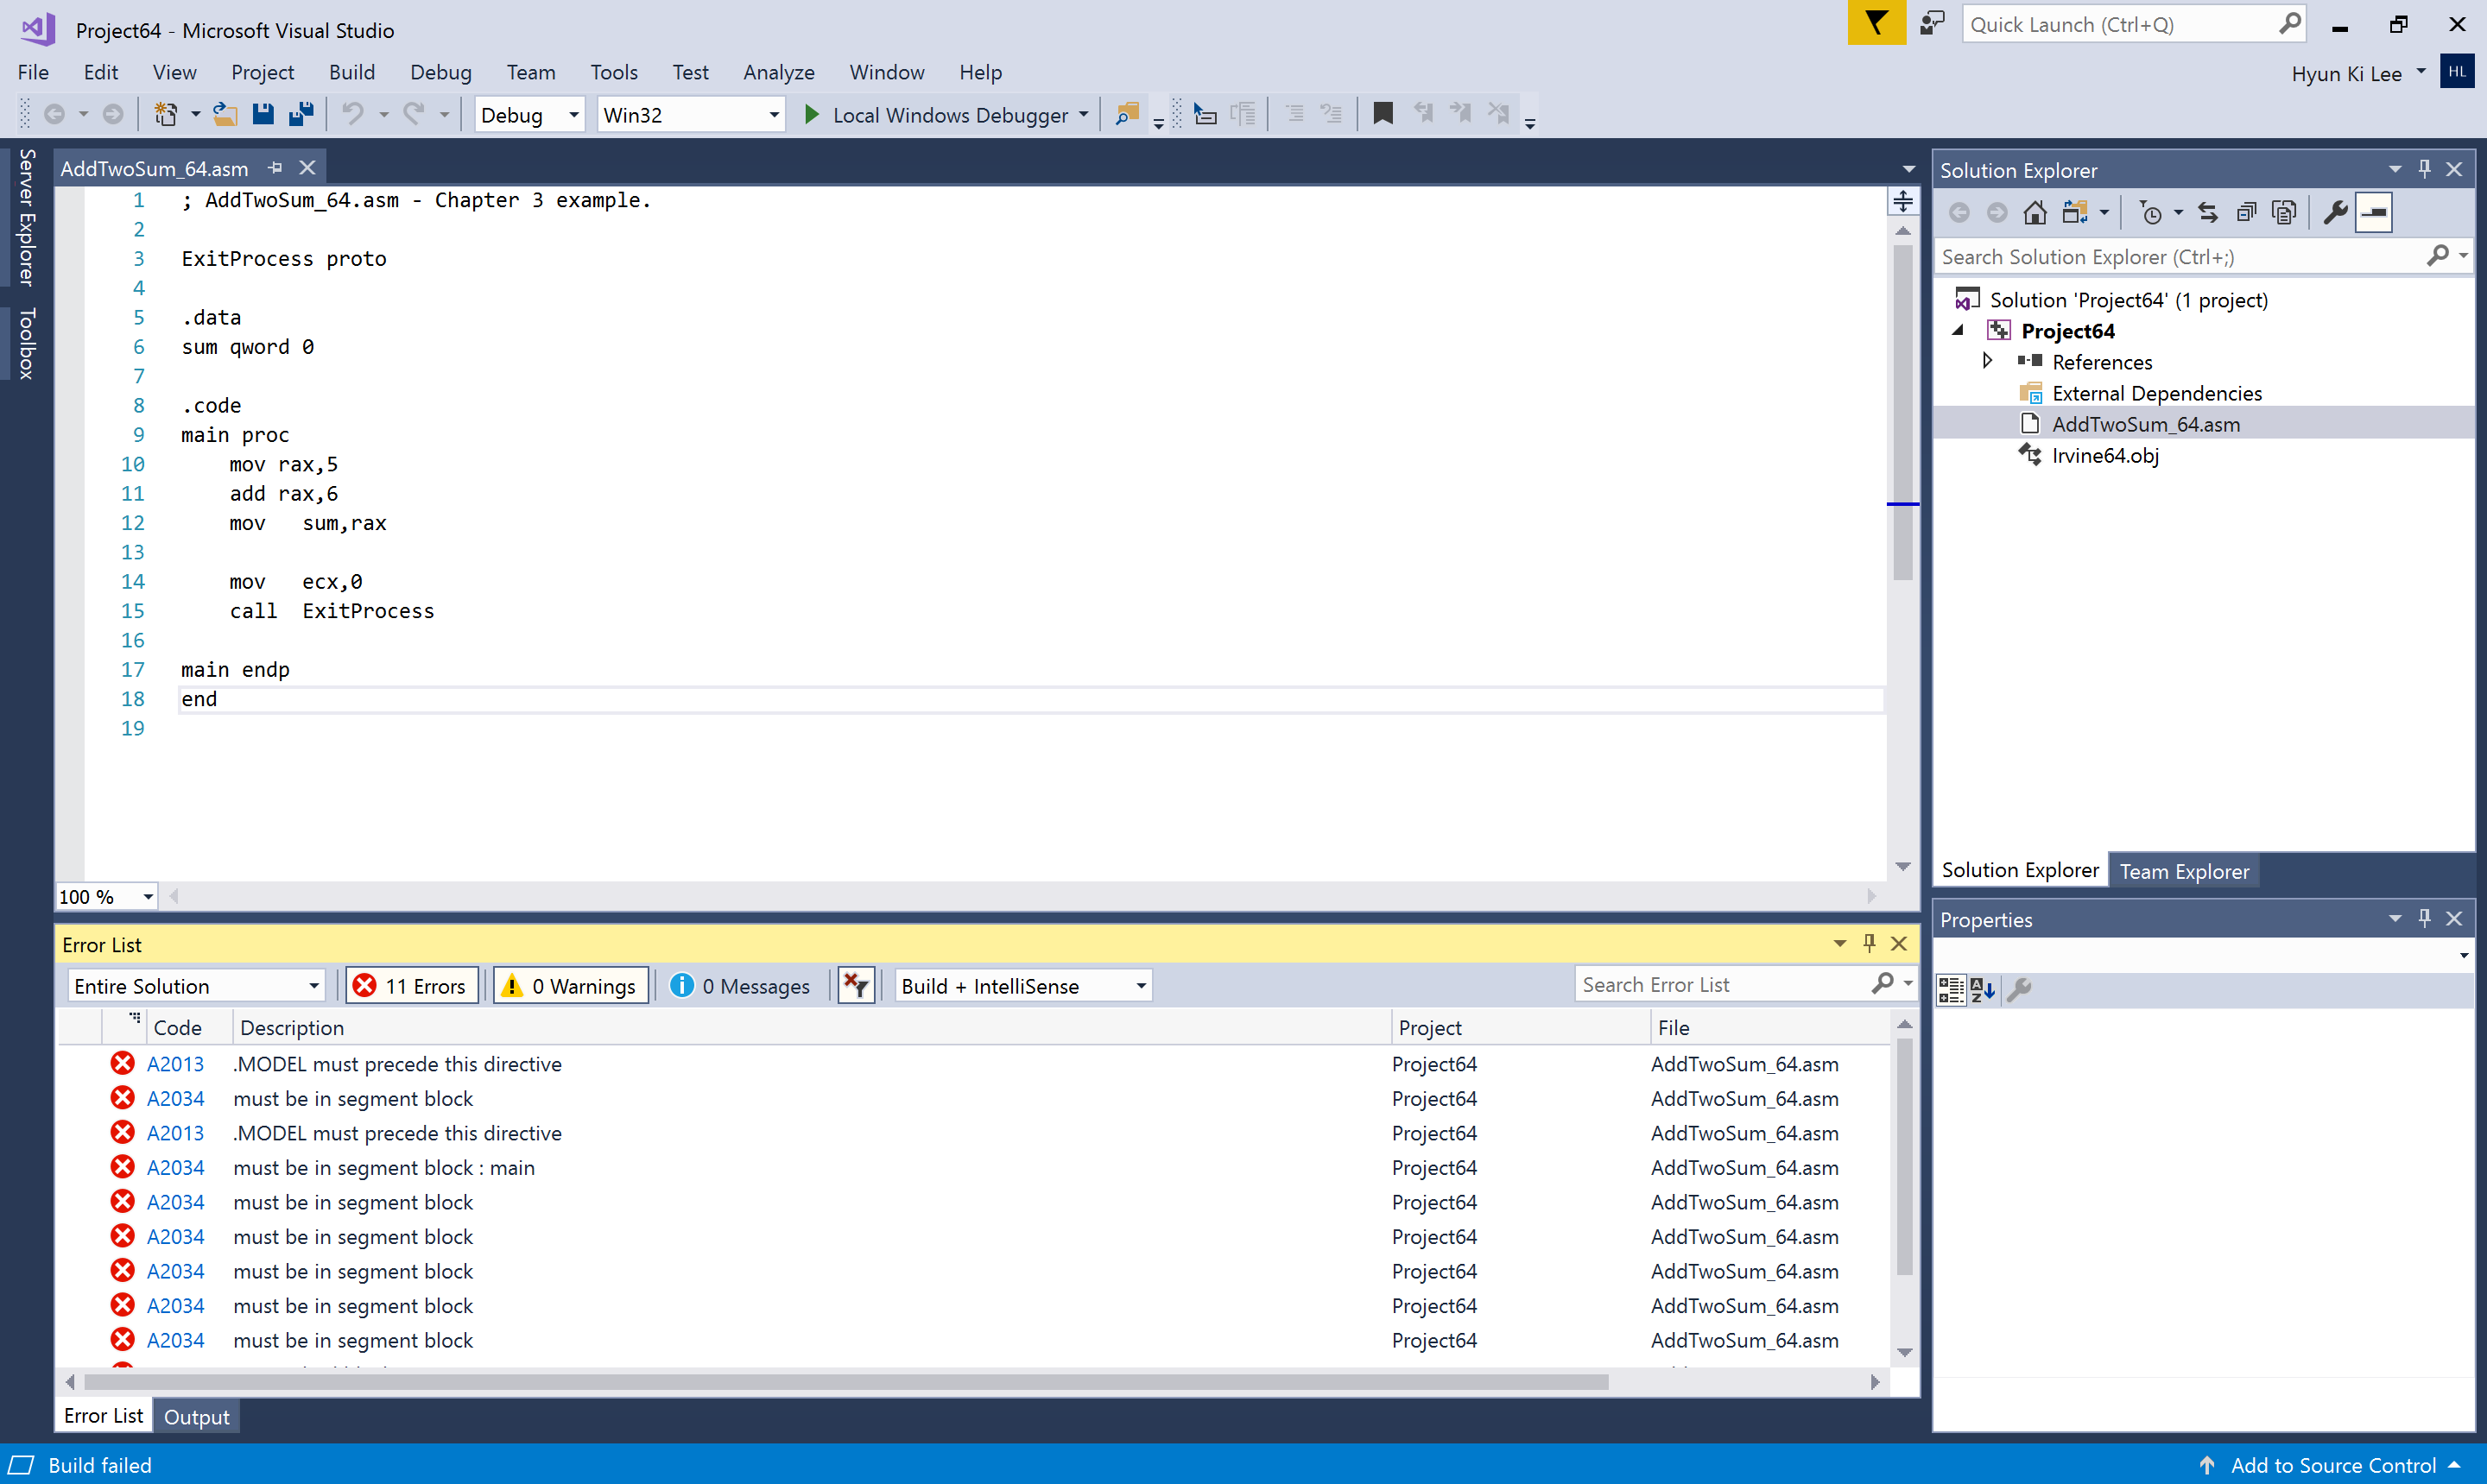 Project64 - Microsoft Visual Studio
Quick Launch (Ctrl+Q)
File Edit View Project Build Debug Team Tools Test Analyze Window Help
Hyun Ki Lee HL
Debug Win32 Local Windows Debugger
Server Explorer
Toolbox
AddTwoSum_64.asm
1 ; AddTwoSum_64.asm - Chapter 3 example.
2
3 ExitProcess proto
4
5 .data
6 sum qword 0
7
8 .code
9 main proc
10 mov rax,5
11 add rax,6
12 mov sum,rax
13
14 mov ecx,0
15 call ExitProcess
16
17 main endp
18 end
19
100 %
Solution Explorer
Search Solution Explorer (Ctrl+;)
Solution 'Project64' (1 project)
Project64
References
External Dependencies
AddTwoSum_64.asm
Irvine64.obj
Solution Explorer Team Explorer
Properties
Error List
Entire Solution 11 Errors 0 Warnings 0 Messages Build + IntelliSense Search Error List
Code Description Project File
A2013 .MODEL must precede this directive Project64 AddTwoSum_64.asm
A2034 must be in segment block Project64 AddTwoSum_64.asm
A2013 .MODEL must precede this directive Project64 AddTwoSum_64.asm
A2034 must be in segment block : main Project64 AddTwoSum_64.asm
A2034 must be in segment block Project64 AddTwoSum_64.asm
A2034 must be in segment block Project64 AddTwoSum_64.asm
A2034 must be in segment block Project64 AddTwoSum_64.asm
A2034 must be in segment block Project64 AddTwoSum_64.asm
A2034 must be in segment block Project64 AddTwoSum_64.asm
Error List Output
Build failed
Add to Source Control